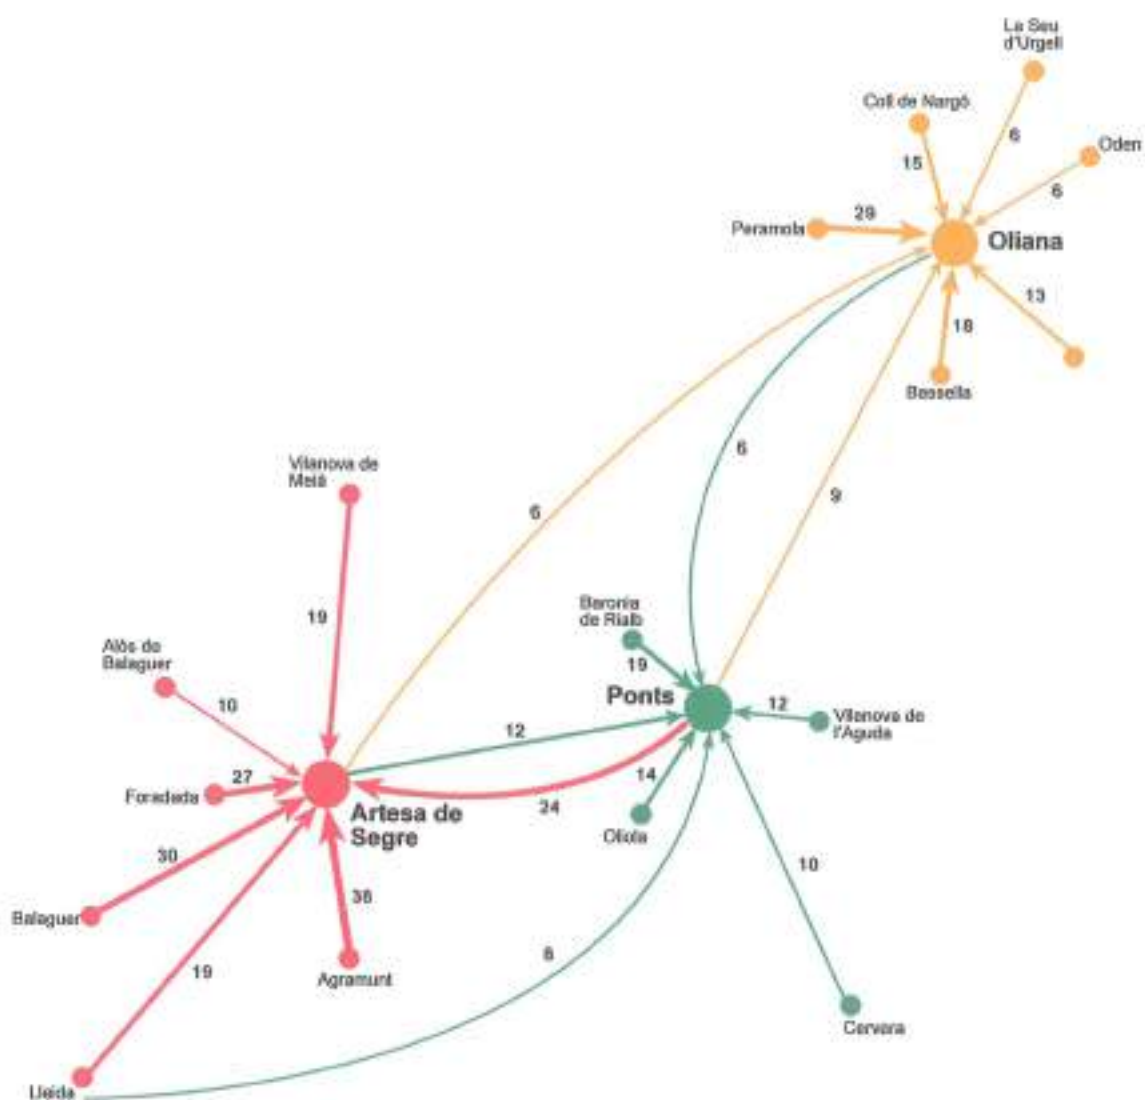 La Seu
d'Urgell
Coll de Nargó
6
Oden
15
6
Peramola
29
Oliana
13
18
Bassella
6
9
Vilanova de
Meiá
6
Baronia
de Rialb
19
19
Alòs de
Balaguer
10
Ponts
12
Vilanova de
l'Aguda
12
27
Foradada
14
24
Artesa de
Segre
Oliola
30
10
38
Balaguer
8
19
Agramunt
Cervera
Lleida